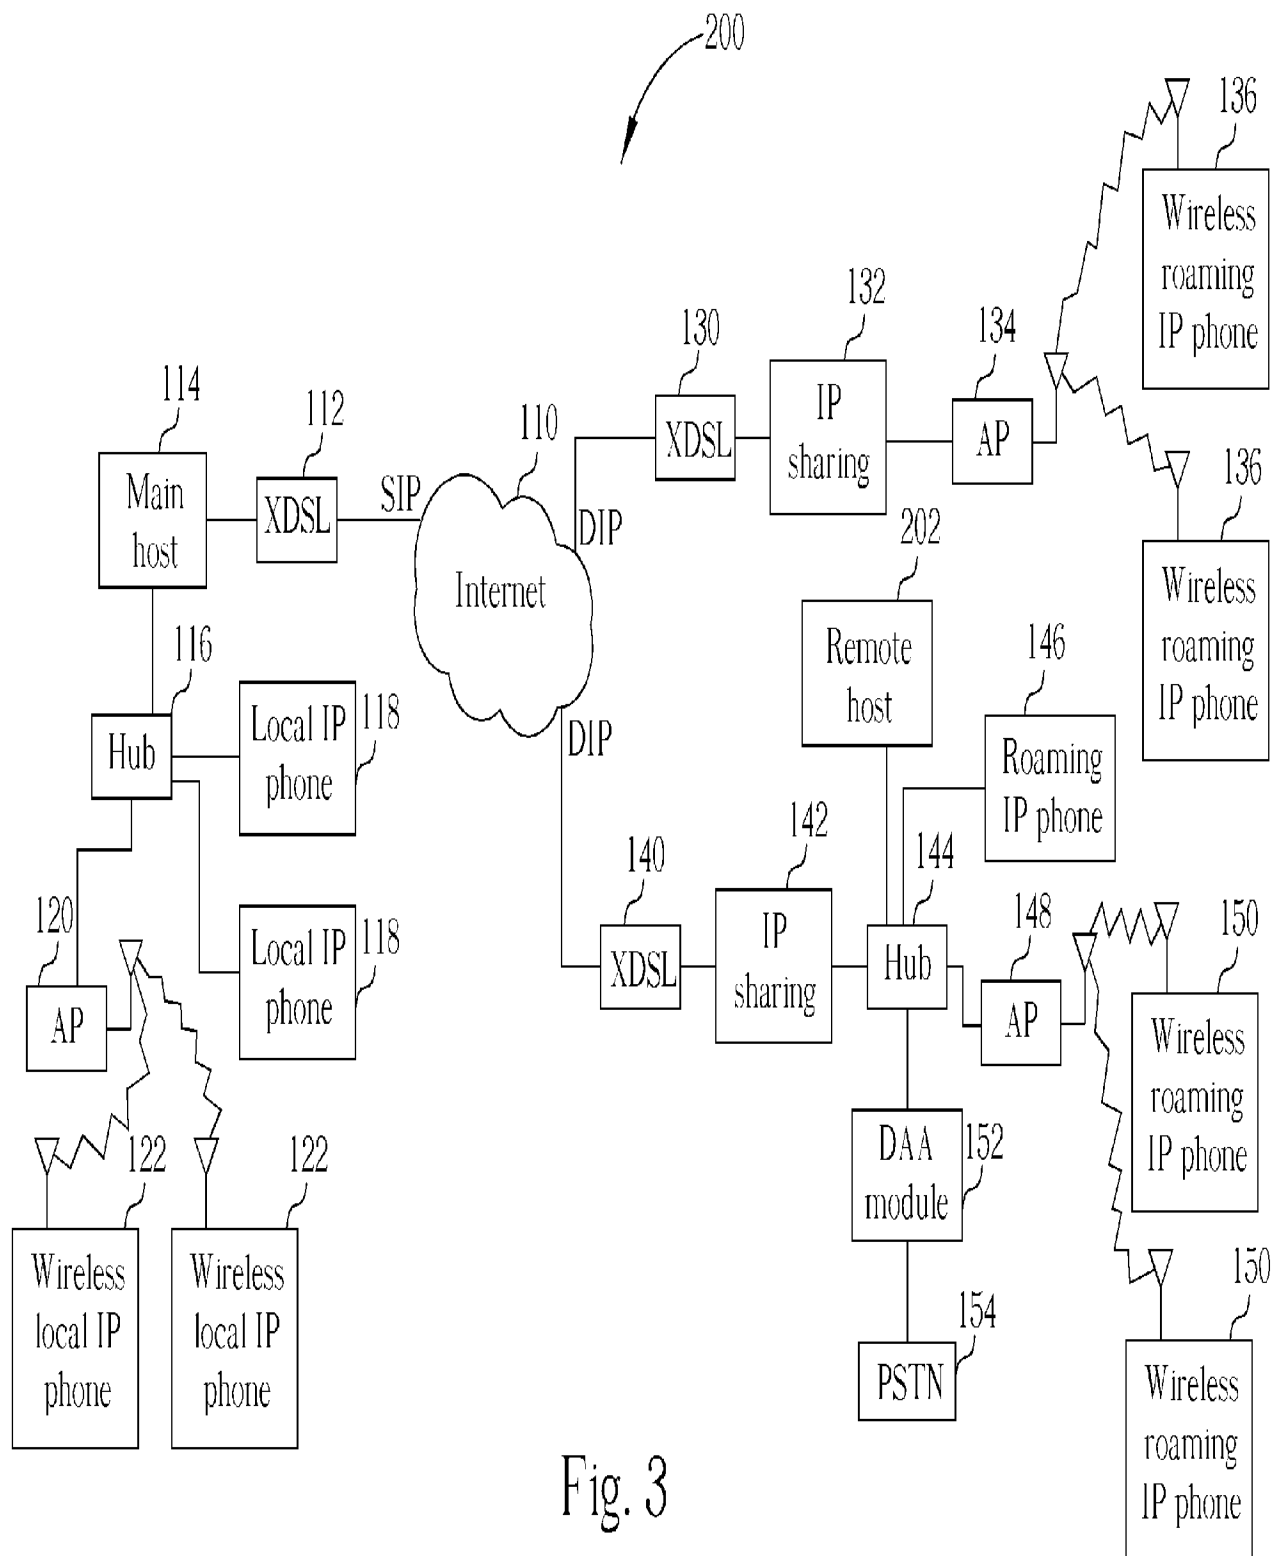 200
136
Wireless
roaming
IP phone
132
130
134
IP
sharing
XDSL
AP
114
112
110
Main
host
XDSL
SIP
DIP
Internet
136
Wireless
roaming
IP phone
202
Remote
host
146
Roaming
IP phone
116
Hub
Local IP
phone
118
DIP
142
140
144
148
150
120
Local IP
phone
118
XDSL
IP
sharing
Hub
AP
AP
Wireless
roaming
IP phone
122
122
DAA
module
152
Wireless
local IP
phone
Wireless
local IP
phone
150
154
PSTN
Wireless
roaming
IP phone
Fig. 3